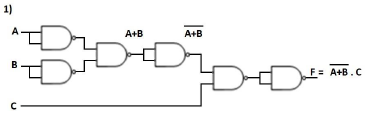 1)
A
A+B
A̅+̅B̅
B
F = A̅+̅B̅ . C
C